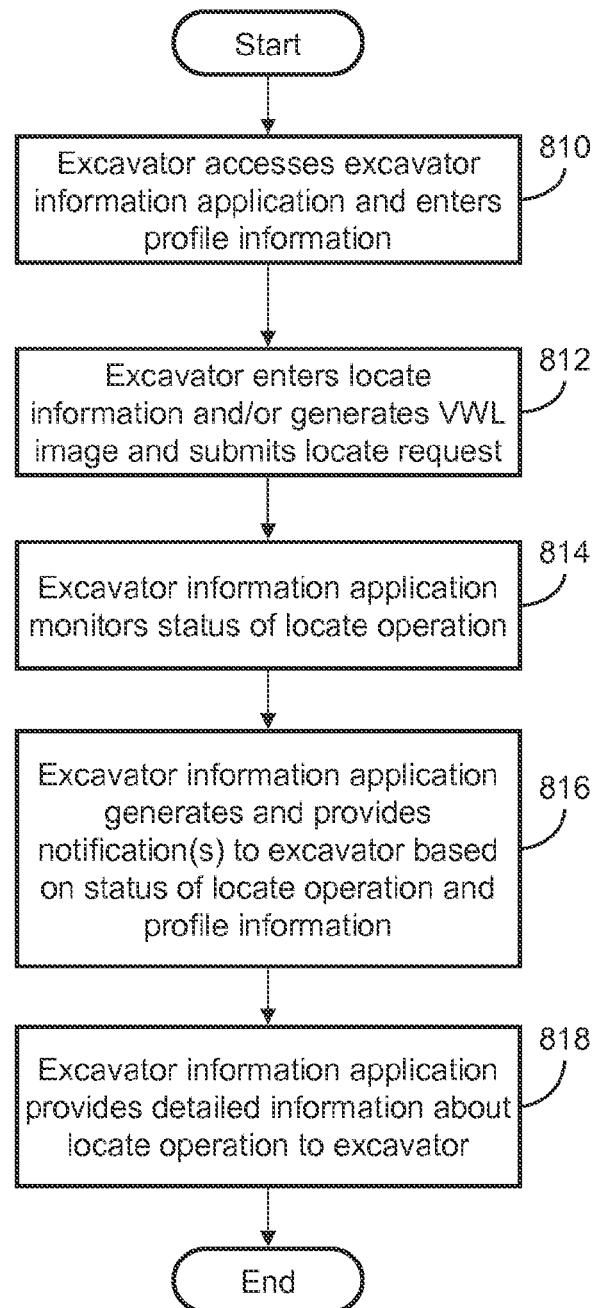 Start
Excavator accesses excavator
information application and enters
profile information
810
Excavator enters locate
information and/or generates VWL
image and submits locate request
812
Excavator information application
monitors status of locate operation
814
Excavator information application
generates and provides
notification(s) to excavator based
on status of locate operation and
profile information
816
Excavator information application
provides detailed information about
locate operation to excavator
818
End